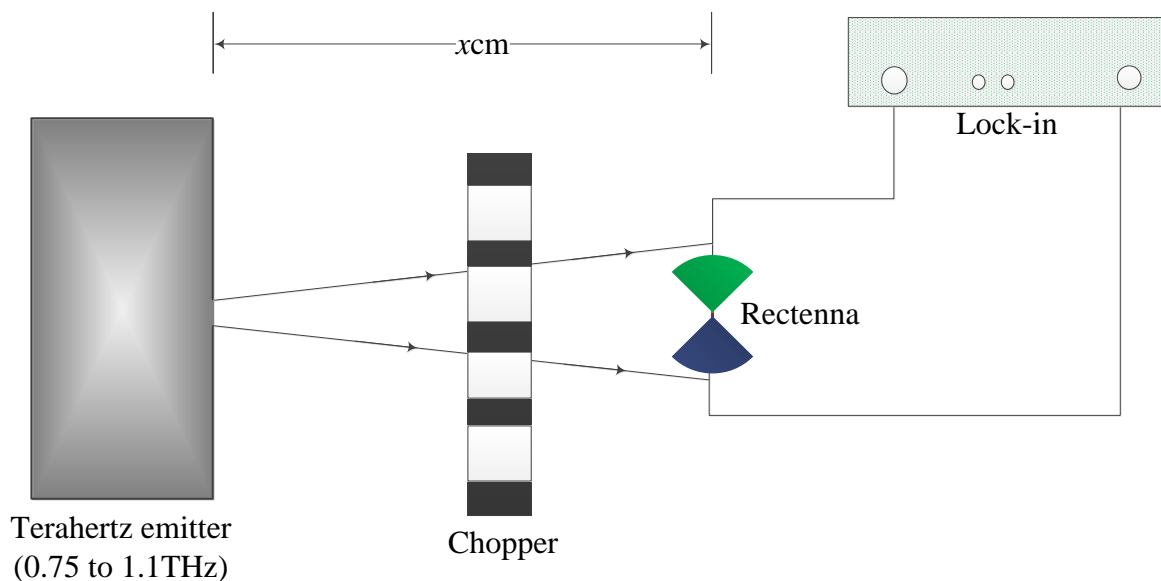 xcm
Lock-in
Rectenna
Terahertz emitter
(0.75 to 1.1THz)
Chopper